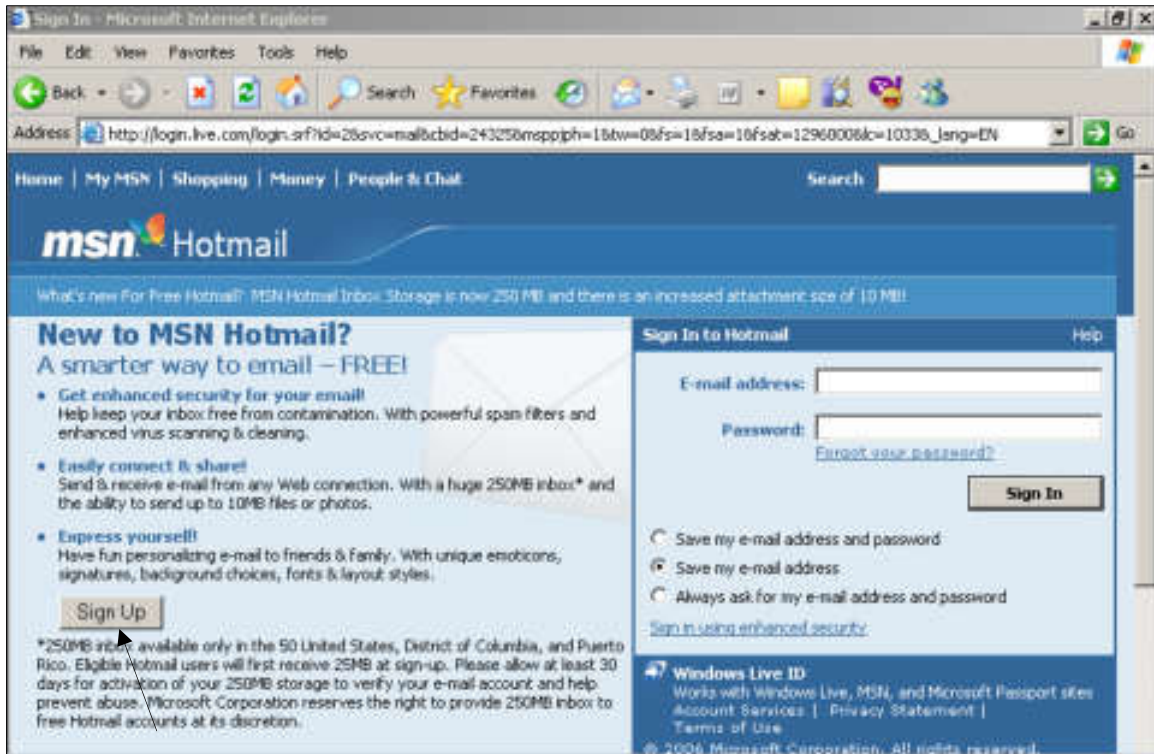 Sign In - Microsoft Internet Explorer
File Edit View Favorites Tools Help
Back Search Favorites
Address http://login.live.com/login.srf?id=2&svc=mail&cbid=24325&msppjph=1&tw=0&fs=1&fsa=1&fsat=1296000&lc=1033&_lang=EN Go
Home | My MSN | Shopping | Money | People & Chat Search
msn Hotmail
What's new For Free Hotmail? MSN Hotmail Inbox Storage is now 250 MB and there is an increased attachment size of 10 MB!
New to MSN Hotmail?
A smarter way to email – FREE!
• Get enhanced security for your email!
Help keep your inbox free from contamination. With powerful spam filters and
enhanced virus scanning & cleaning.
• Easily connect & share!
Send & receive e-mail from any Web connection. With a huge 250MB inbox* and
the ability to send up to 10MB files or photos.
• Express yourself!
Have fun personalizing e-mail to friends & family. With unique emoticons,
signatures, background choices, fonts & layout styles.
Sign Up
*250MB inbox available only in the 50 United States, District of Columbia, and Puerto
Rico. Eligible Hotmail users will first receive 25MB at sign-up. Please allow at least 30
days for activation of your 250MB storage to verify your e-mail account and help
prevent abuse. Microsoft Corporation reserves the right to provide 250MB inbox to
free Hotmail accounts at its discretion.
Sign In to Hotmail Help
E-mail address:
Password:
Forgot your password?
Sign In
Save my e-mail address and password
Save my e-mail address
Always ask for my e-mail address and password
Sign in using enhanced security
Windows Live ID
Works with Windows Live, MSN, and Microsoft Passport sites
Account Services | Privacy Statement |
Terms of Use
© 2006 Microsoft Corporation. All rights reserved.